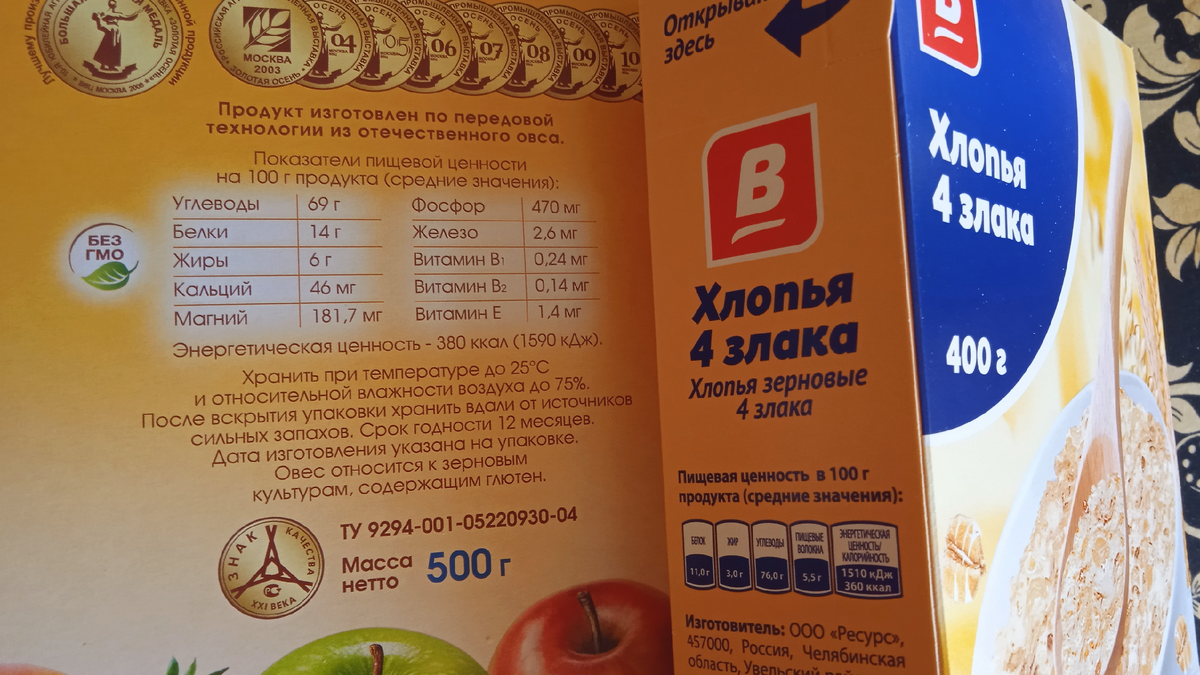 Лучшему
БОЛЬШАЯ
МЕДАЛЬ
МОСКВА
2003
ЗОЛОТАЯ ОСЕНЬ
04
05
06
07
08
09
10
Продукт изготовлен по передовой
технологии из отечественного овса.
Показатели пищевой ценности
на 100 г продукта (средние значения):
Углеводы 69 г Фосфор 470 мг
Белки 14 г Железо 2,6 мг
Жиры 6 г Витамин В1 0,24 мг
Кальций 46 мг Витамин В2 0,14 мг
Магний 181,7 мг Витамин Е 1,4 мг
БЕЗ
ГМО
Энергетическая ценность - 380 ккал (1590 кДж).
Хранить при температуре до 25°С
и относительной влажности воздуха до 75%.
После вскрытия упаковки хранить вдали от источников
сильных запахов. Срок годности 12 месяцев.
Дата изготовления указана на упаковке.
Овес относится к зерновым
культурам, содержащим глютен.
ЗНАК КАЧЕСТВА
XXI ВЕКА
ТУ 9294-001-05220930-04
Масса
нетто
500 г
здесь
В
Хлопья
4 злака
Хлопья зерновые
4 злака
Пищевая ценность в 100 г
продукта (средние значения):
БЕЛОК
11,0 г
ЖИР
3,0 г
УГЛЕВОДЫ
76,0 г
ПИЩЕВЫЕ
ВОЛОКНА
5,5 г
ЭНЕРГЕТИЧЕСКАЯ
ЦЕННОСТЬ/
КАЛОРИЙНОСТЬ
1510 кДж
360 ккал
Изготовитель: ООО «Ресурс»,
457000, Россия, Челябинская
область, Увельский
В
Хлопья
4 злака
400 г